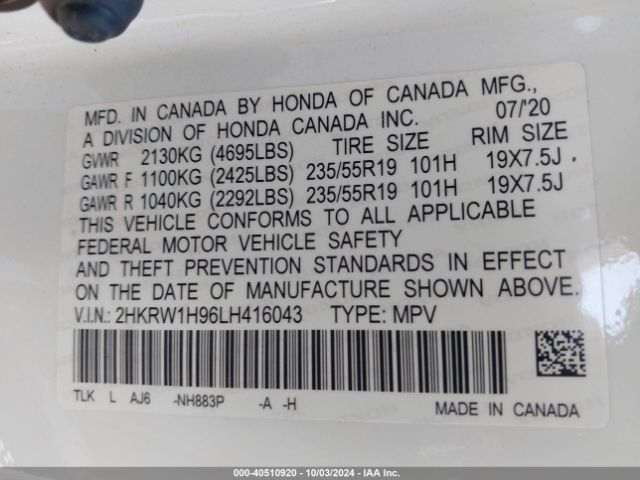 MFD. IN CANADA BY HONDA OF CANADA MFG.,
A DIVISION OF HONDA CANADA INC. 07/'20
GVWR 2130KG (4695LBS) TIRE SIZE RIM SIZE
GAWR F 1100KG (2425LBS) 235/55R19 101H 19X7.5J
GAWR R 1040KG (2292LBS) 235/55R19 101H 19X7.5J
THIS VEHICLE CONFORMS TO ALL APPLICABLE
FEDERAL MOTOR VEHICLE SAFETY
AND THEFT PREVENTION STANDARDS IN EFFECT
ON THE DATE OF MANUFACTURE SHOWN ABOVE.
V.I.N.: 2HKRW1H96LH416043 TYPE: MPV
TLK L AJ6 -NH883P -A -H
MADE IN CANADA
000-40510920 - 10/03/2024 - IAA Inc.